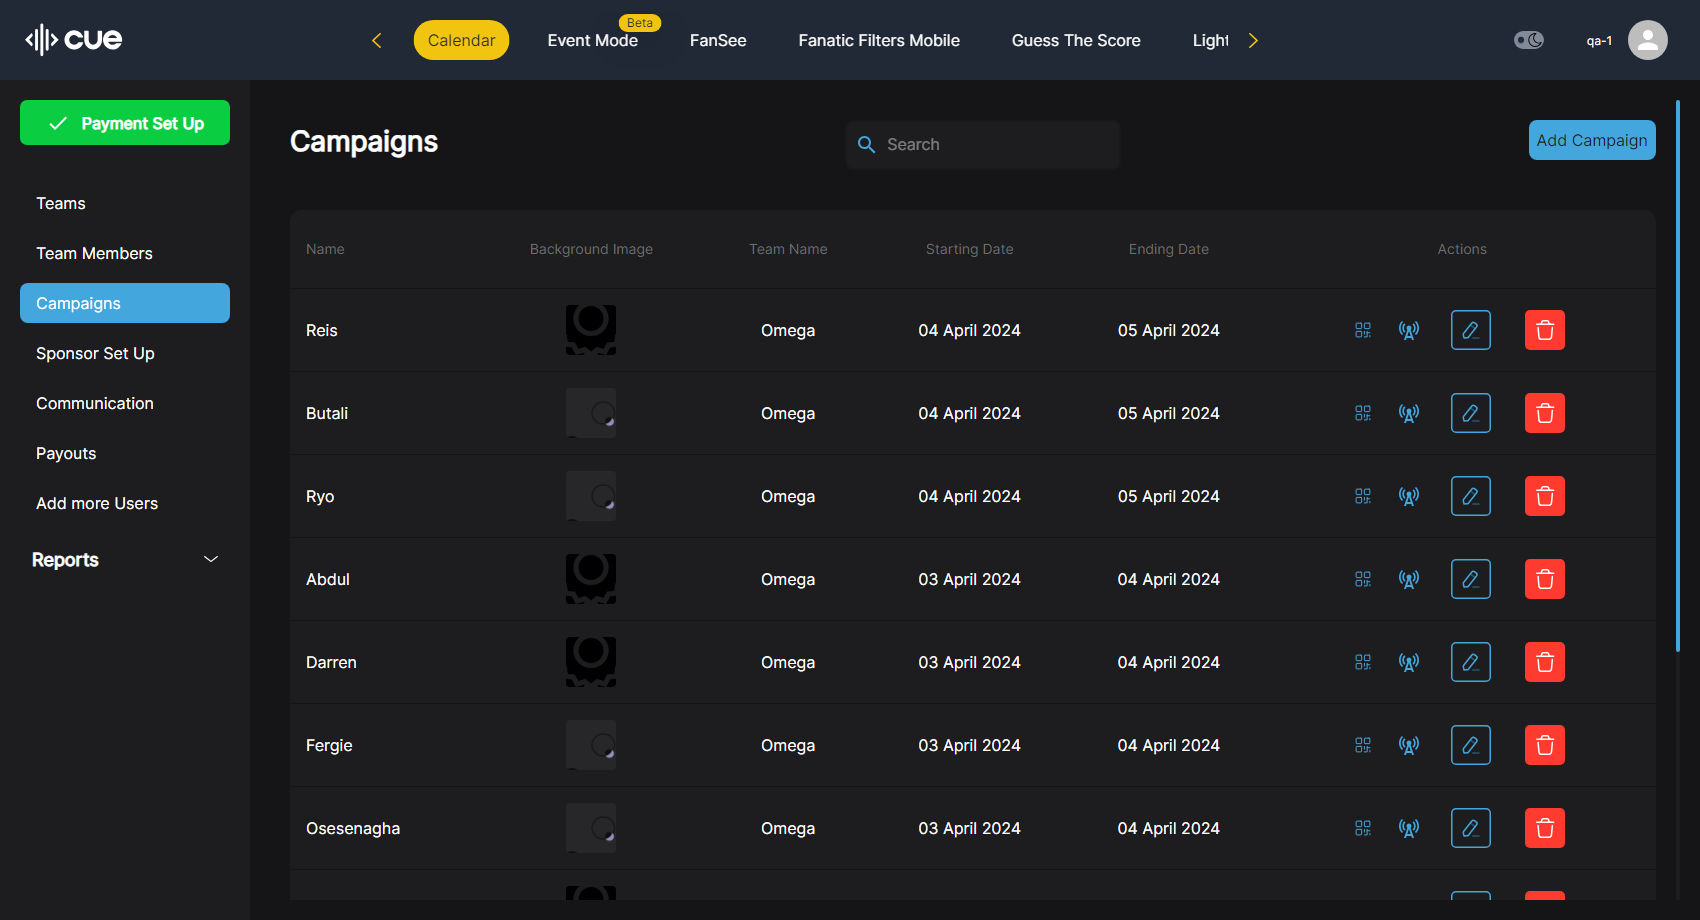 cue
Calendar
Event Mode
Beta
FanSee
Fanatic Filters Mobile
Guess The Score
Light
qa-1
Payment Set Up
Teams
Team Members
Campaigns
Sponsor Set Up
Communication
Payouts
Add more Users
Reports
Campaigns
Search
Add Campaign
Name Background Image Team Name Starting Date Ending Date Actions
Reis Omega 04 April 2024 05 April 2024
Butali Omega 04 April 2024 05 April 2024
Ryo Omega 04 April 2024 05 April 2024
Abdul Omega 03 April 2024 04 April 2024
Darren Omega 03 April 2024 04 April 2024
Fergie Omega 03 April 2024 04 April 2024
Osesenagha Omega 03 April 2024 04 April 2024